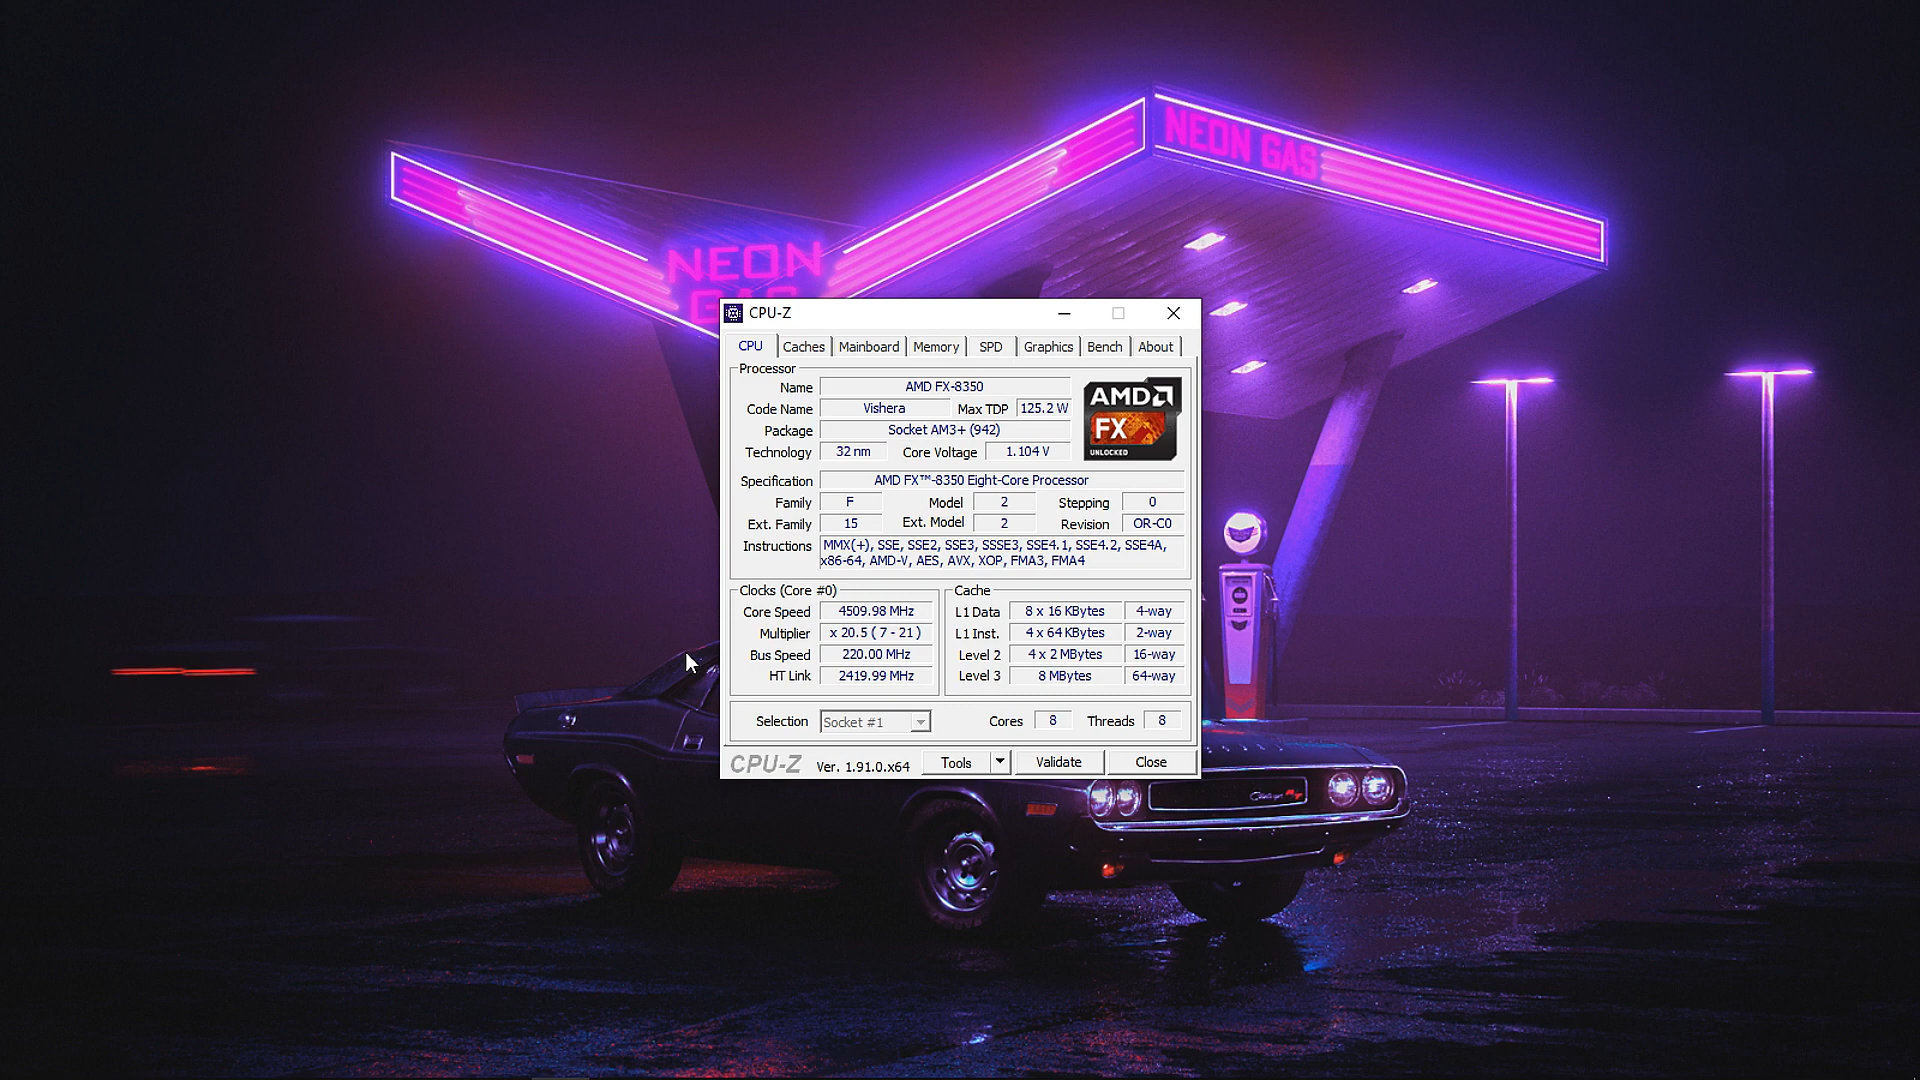 NEON GAS
NEON
GAS
CPU-Z
CPU Caches Mainboard Memory SPD Graphics Bench About
Processor
Name AMD FX-8350
Code Name Vishera Max TDP 125.2 W
Package Socket AM3+ (942)
Technology 32 nm Core Voltage 1.104 V
AMD
FX
UNLOCKED
Specification AMD FX™-8350 Eight-Core Processor
Family F Model 2 Stepping 0
Ext. Family 15 Ext. Model 2 Revision OR-C0
Instructions MMX(+), SSE, SSE2, SSE3, SSSE3, SSE4.1, SSE4.2, SSE4A,
x86-64, AMD-V, AES, AVX, XOP, FMA3, FMA4
Clocks (Core #0)
Core Speed 4509.98 MHz
Multiplier x 20.5 ( 7 - 21 )
Bus Speed 220.00 MHz
HT Link 2419.99 MHz
Cache
L1 Data 8 x 16 KBytes 4-way
L1 Inst. 4 x 64 KBytes 2-way
Level 2 4 x 2 MBytes 16-way
Level 3 8 MBytes 64-way
Selection Socket #1 Cores 8 Threads 8
CPU-Z Ver. 1.91.0.x64 Tools Validate Close
Challenger R/T